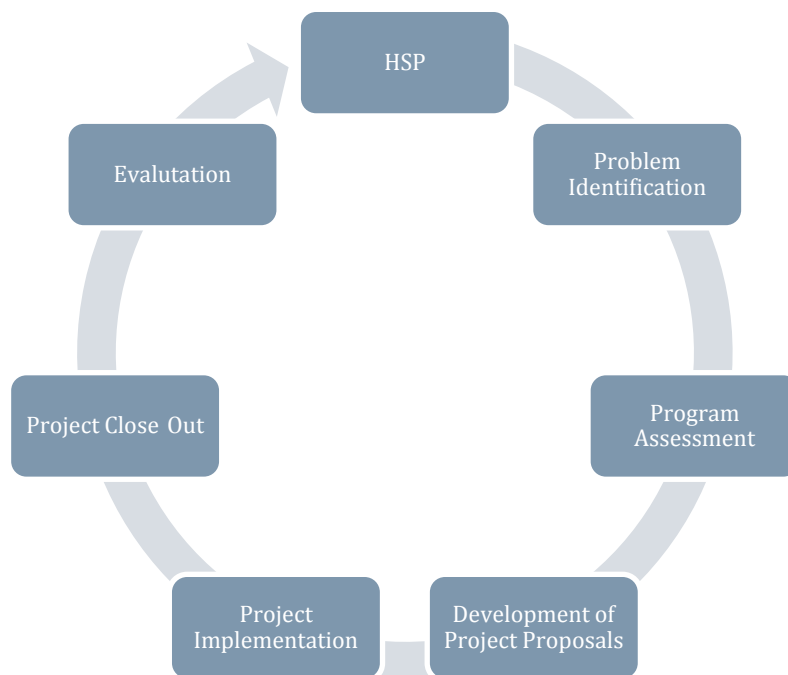 HSP
Problem
Identification
Program
Assessment
Development of
Project Proposals
Project
Implementation
Project Close Out
Evalutation